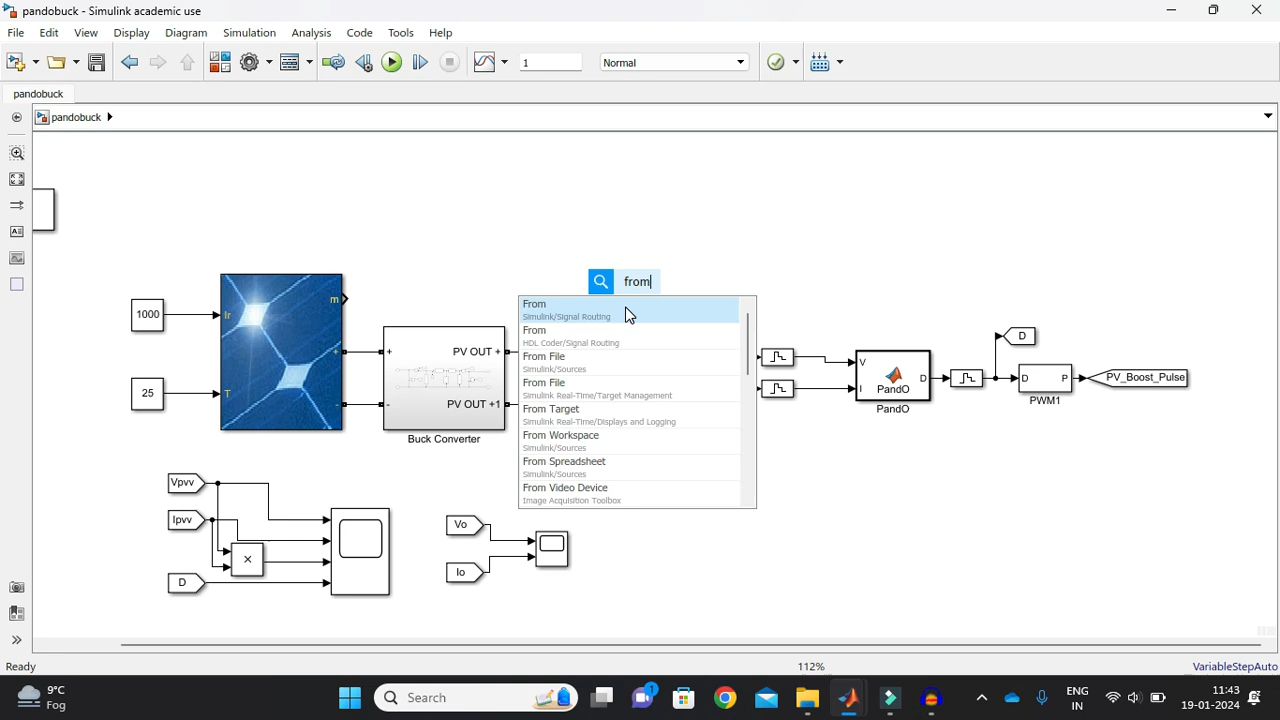 pandobuck - Simulink academic use
File Edit View Display Diagram Simulation Analysis Code Tools Help
1 Normal
pandobuck
pandobuck
from
From
Simulink/Signal Routing
From
HDL Coder/Signal Routing
From File
Simulink/Sources
From File
Simulink Real-Time/Target Management
From Target
Simulink Real-Time/Displays and Logging
From Workspace
Simulink/Sources
From Spreadsheet
Simulink/Sources
From Video Device
Image Acquisition Toolbox
1000
25
Ir
T
m
+
-
+
-
PV OUT +
PV OUT +1
Buck Converter
V
I
PandO
D
PandO
D
D
P
PWM1
PV_Boost_Pulse
Vpvv
Ipvv
×
D
Vo
Io
Ready 112% VariableStepAuto
9°C
Fog
Search
1
ENG
IN
11:43
19-01-2024